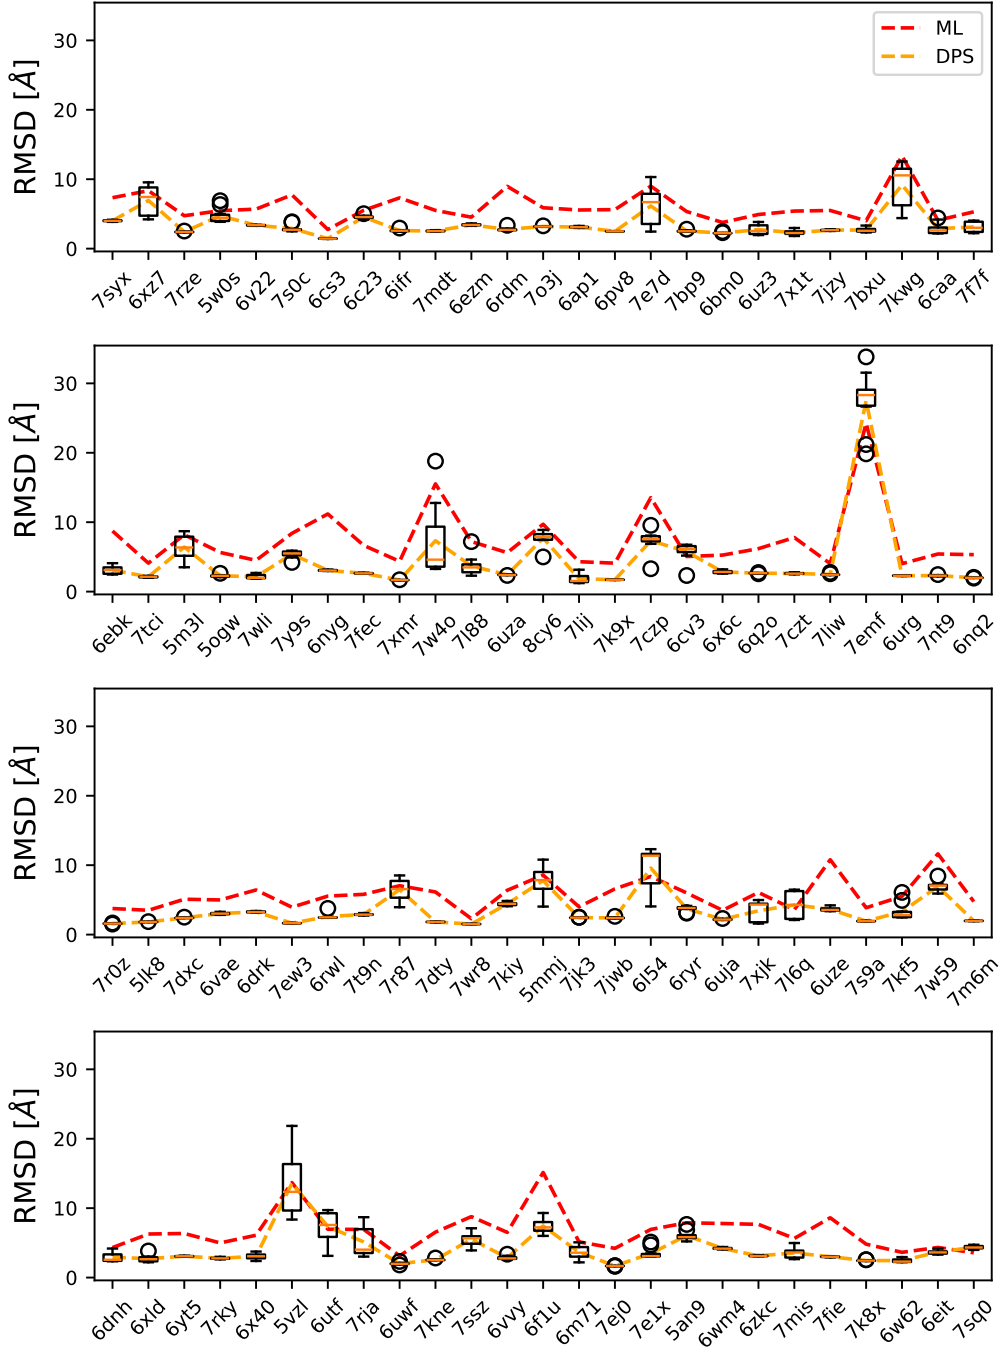 ML
DPS
RMSD [Å]
30
20
10
0
7syx 6xz7 7rze 5w0s 6v22 7s0c 6cs3 6c23 6ifr 7mdt 6ezm 6rdm 7o3j 6ap1 6pv8 7e7d 7bp9 6bm0 6uz3 7x1t 7jzy 7bxu 7kwg 6caa 7f7f
RMSD [Å]
30
20
10
0
6ebk 7tci 5m3l 5ogw 7wli 7y9s 6nyg 7fec 7xmr 7w4o 7l88 6uza 8cy6 7lij 7k9x 7czp 6cv3 6x6c 6q2o 7czt 7liw 7emf 6urg 7nt9 6nq2
RMSD [Å]
30
20
10
0
7r0z 5lk8 7dxc 6vae 6drk 7ew3 6rwl 7t9n 7r87 7dty 7wr8 7kiy 5mmj 7jk3 7jwb 6l54 6ryr 6uja 7xjk 7l6q 6uze 7s9a 7kf5 7w59 7m6m
RMSD [Å]
30
20
10
0
6dnh 6xld 6yt5 7rky 6x40 5vzl 6utf 7rja 6uwf 7kne 7ssz 6vvy 6f1u 6m71 7ej0 7e1x 5an9 6wm4 6zkc 7mis 7fie 7k8x 6w62 6eit 7sq0